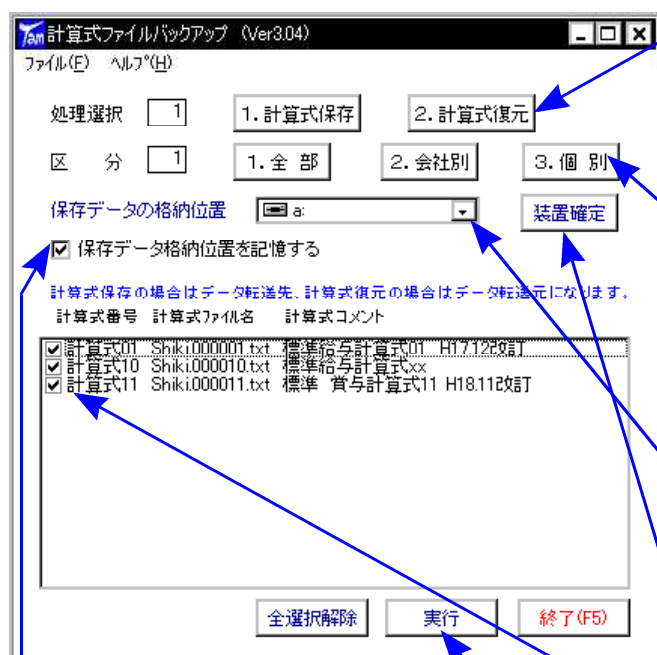 Tam 計算式ファイルバックアップ (Ver3.04)
ファイル(F) ヘルプ(H)
処理選択 1 1.計算式保存 2.計算式復元
区 分 1 1.全 部 2.会社別 3.個 別
保存データの格納位置 a: 装置確定
保存データ格納位置を記憶する
計算式保存の場合はデータ転送先、計算式復元の場合はデータ転送元になります。
計算式番号 計算式ファイル名 計算式コメント
計算式01 Shiki.000001.txt 標準給与計算式01 H17.12改訂
計算式10 Shiki.000010.txt 標準給与計算式xx
計算式11 Shiki.000011.txt 標準 賞与計算式11 H18.11改訂
全選択解除 実行 終了(F5)